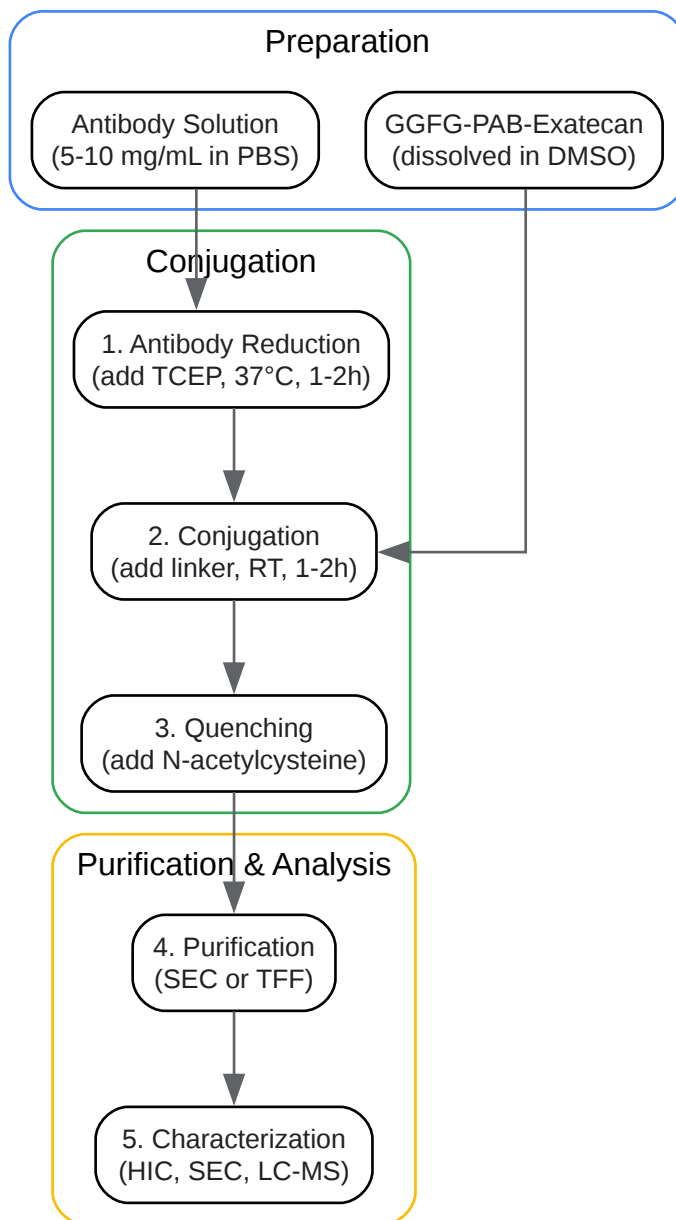 Preparation
Antibody Solution
(5-10 mg/mL in PBS)
GGFG-PAB-Exatecan
(dissolved in DMSO)
Conjugation
1. Antibody Reduction
(add TCEP, 37°C, 1-2h)
2. Conjugation
(add linker, RT, 1-2h)
3. Quenching
(add N-acetylcysteine)
Purification & Analysis
4. Purification
(SEC or TFF)
5. Characterization
(HIC, SEC, LC-MS)